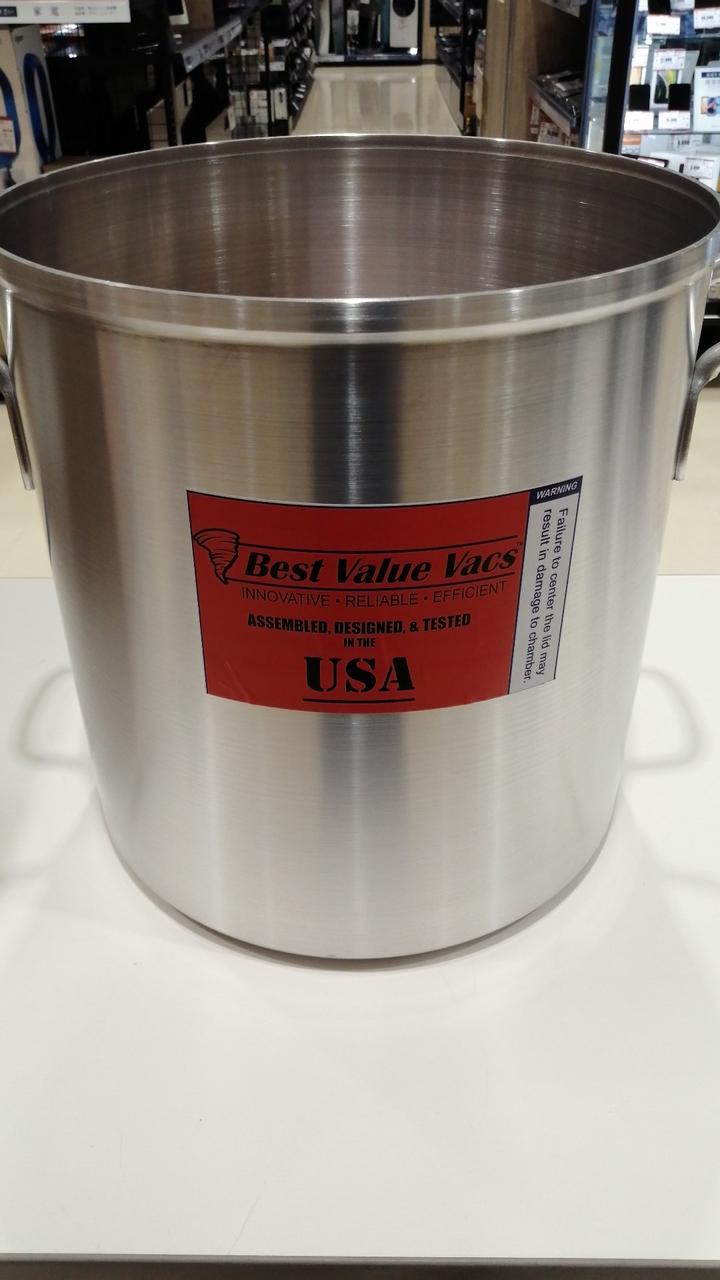 Best Value Vacs™
INNOVATIVE • RELIABLE • EFFICIENT
ASSEMBLED, DESIGNED, & TESTED
IN THE
USA
WARNING
Failure to center the lid may
result in damage to chamber.